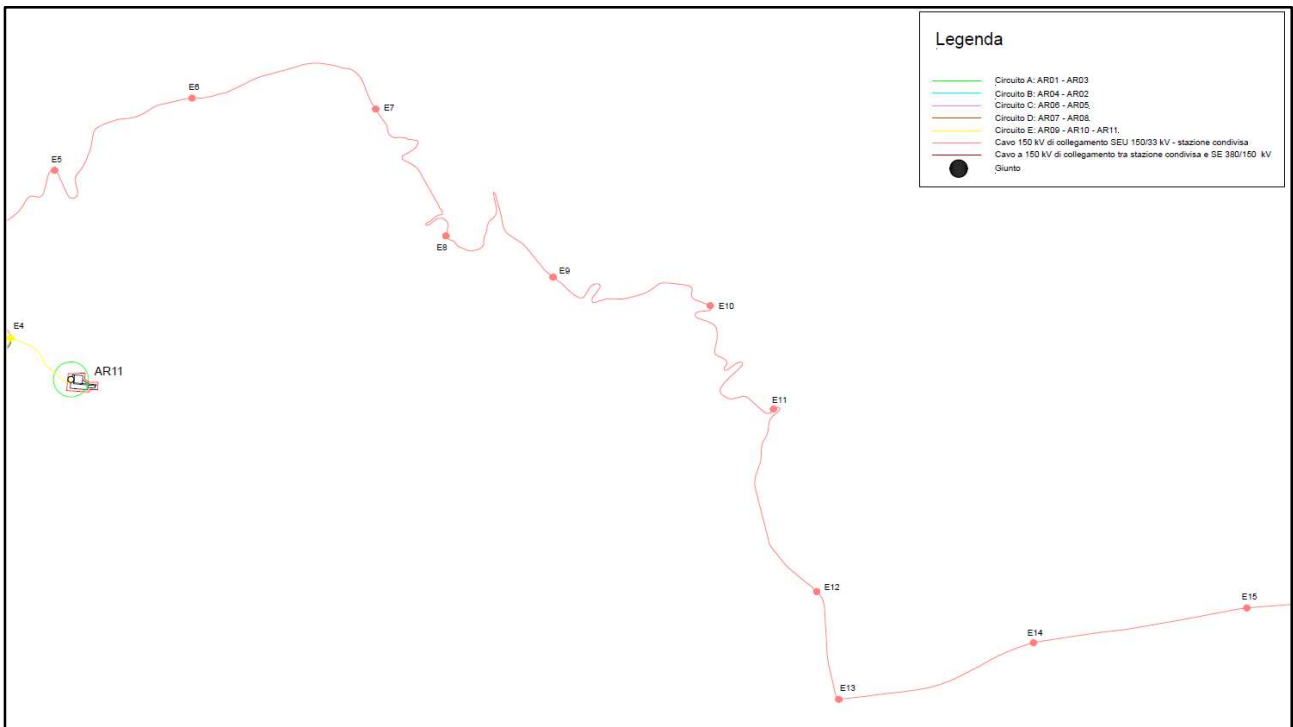 Legenda
Circuito A: AR01 - AR03
Circuito B: AR04 - AR02
Circuito C: AR06 - AR05.
Circuito D: AR07 - AR08.
Circuito E: AR09 - AR10 - AR11.
Cavo 150 kV di collegamento SEU 150/33 kV - stazione condivisa
Cavo a 150 kV di collegamento tra stazione condivisa e SE 380/150 kV
Giunto
E6
E7
E5
E8
E9
E10
E4
AR11
E11
E12
E15
E14
E13